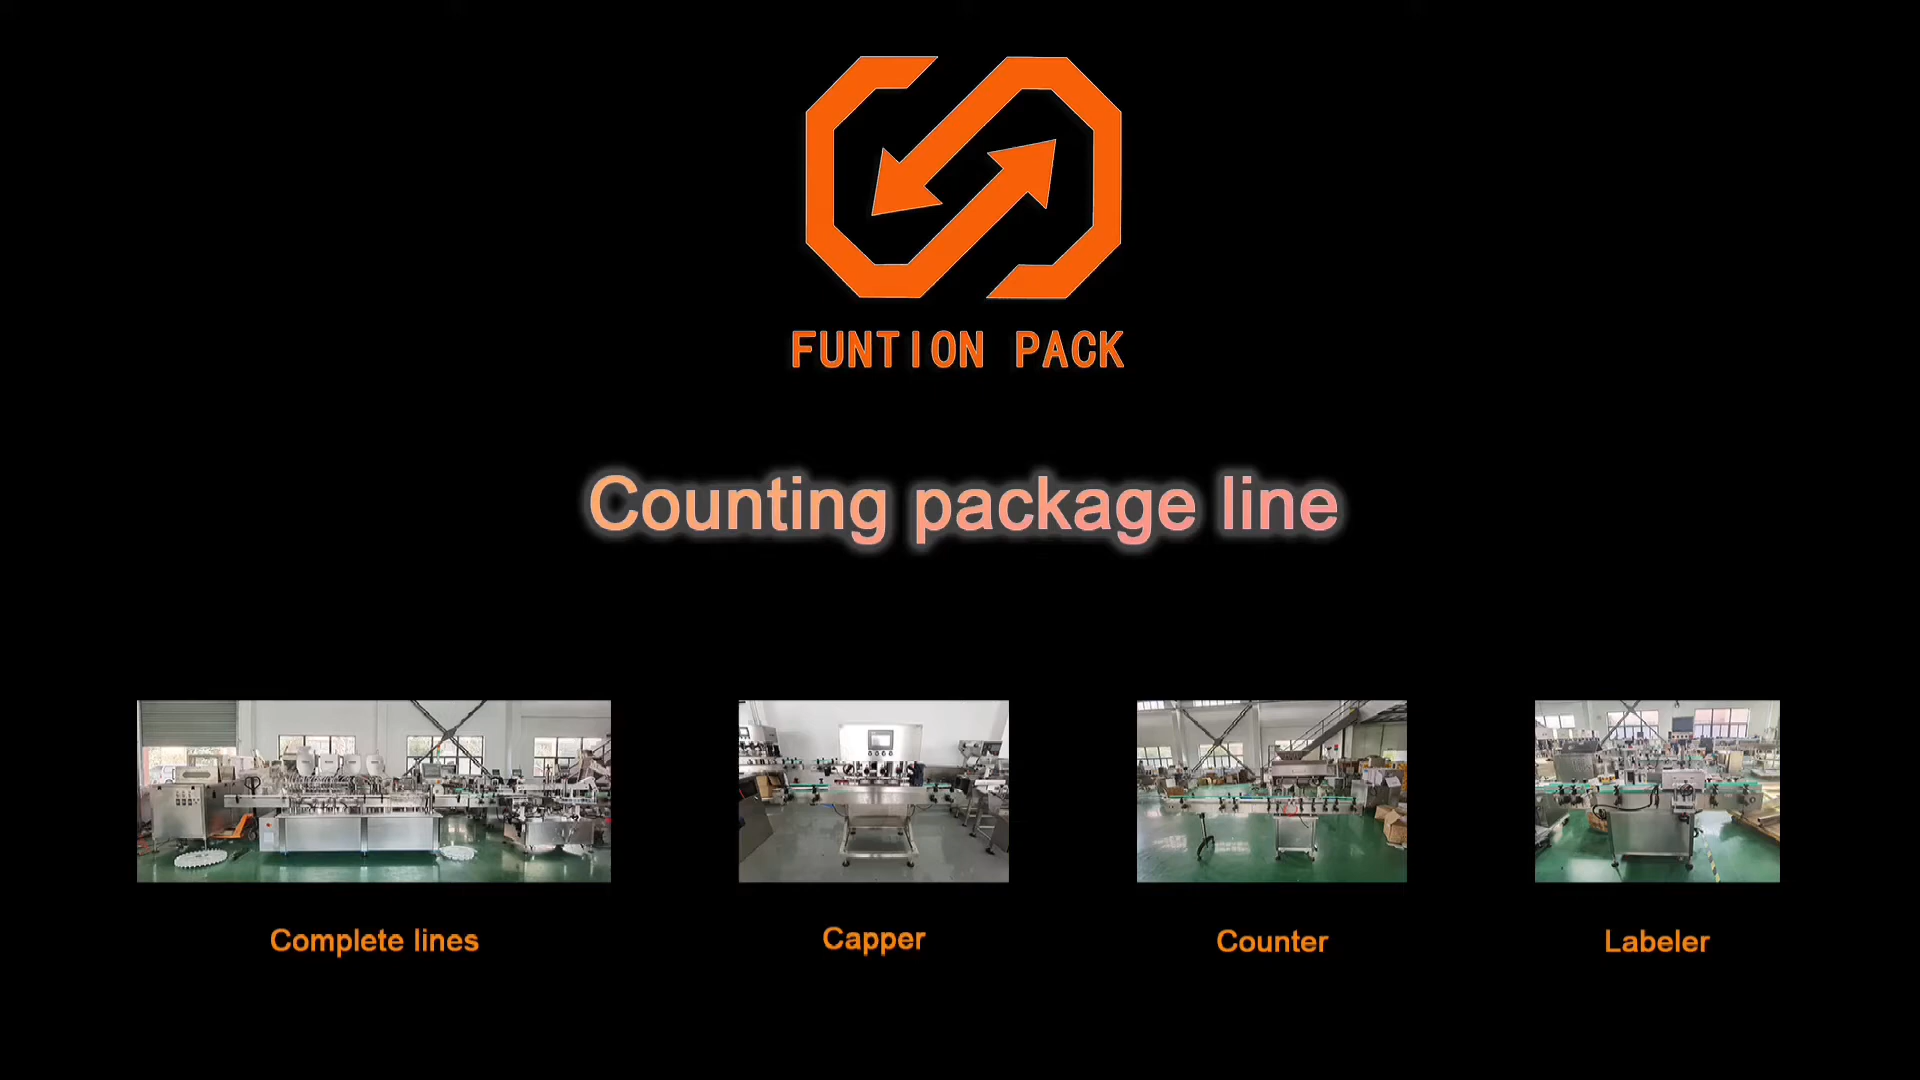 FUNTION PACK
Counting package line
Complete lines
Capper
Counter
Labeler